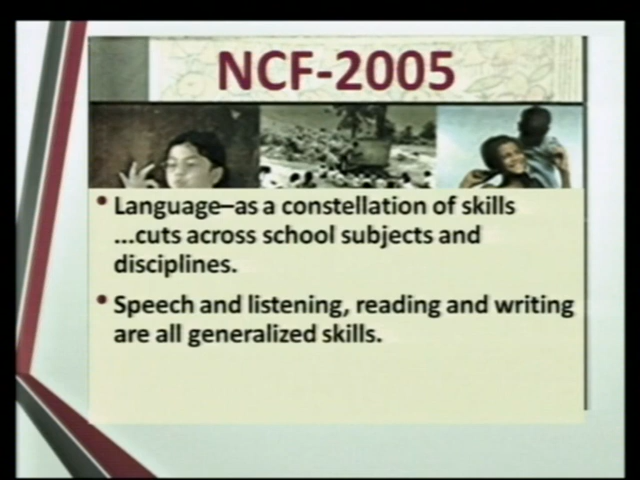 NCF-2005
• Language–as a constellation of skills
...cuts across school subjects and
disciplines.
• Speech and listening, reading and writing
are all generalized skills.